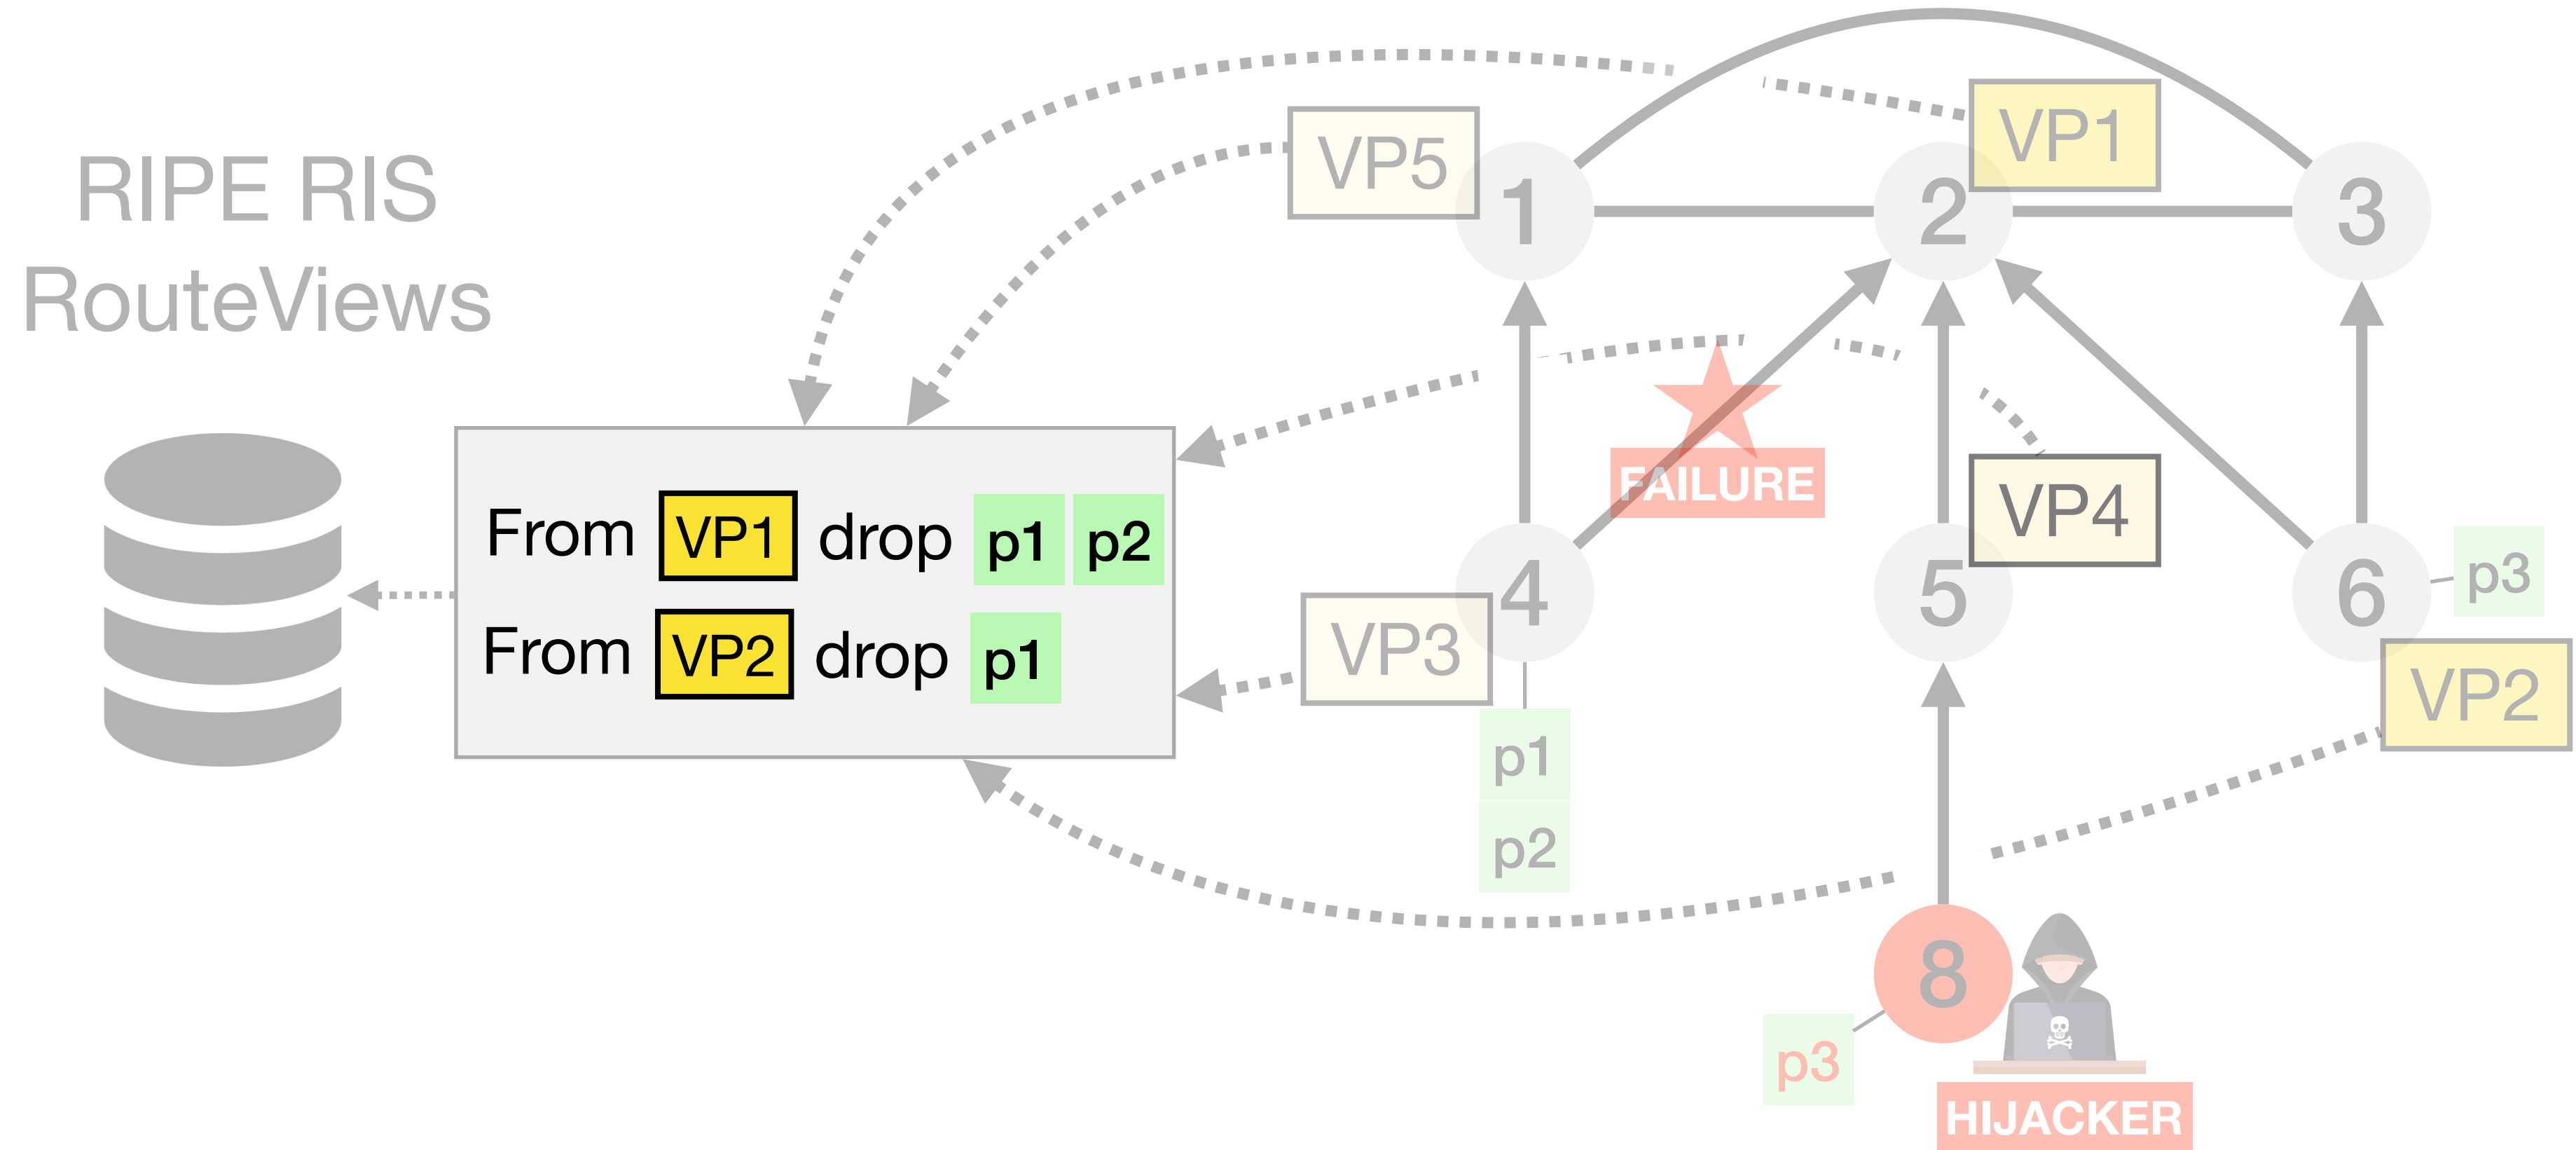 RIPE RIS
RouteViews
VP5
1
VP1
2
3
FAILURE
From VP1 drop p1 p2
From VP2 drop p1
VP4
VP3
4
5
6
p3
VP2
p1
p2
8
p3
HIJACKER